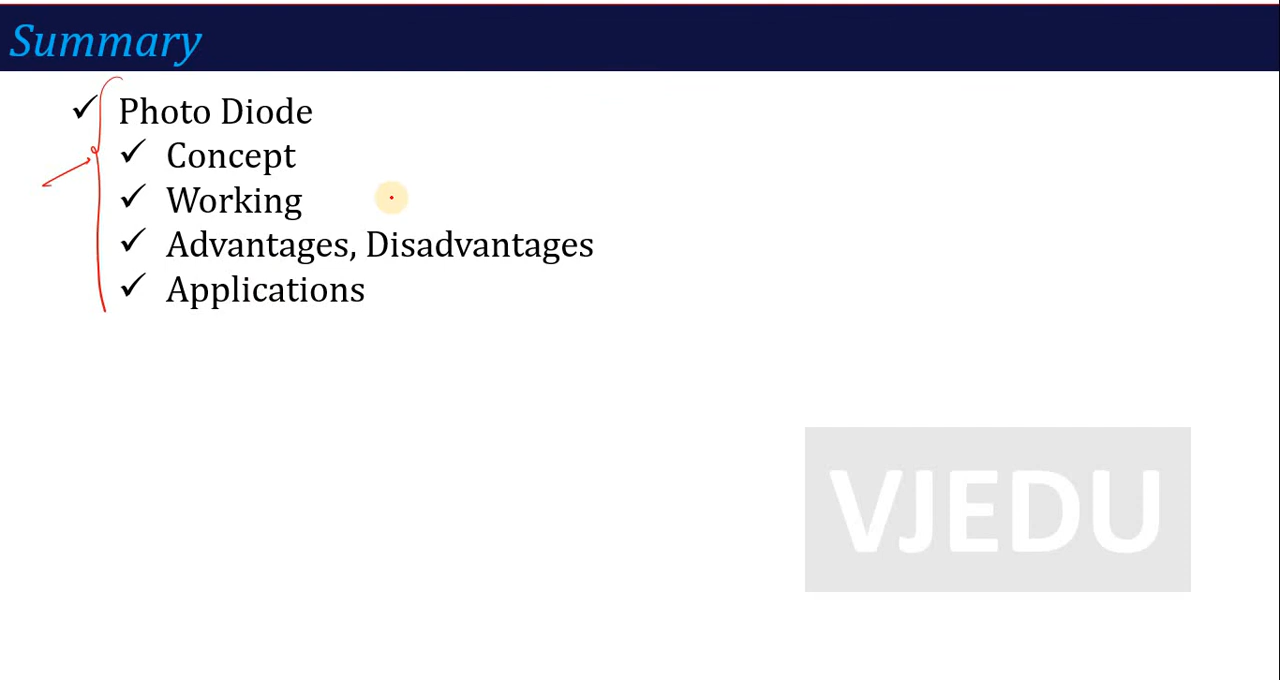 Summary
✓ Photo Diode
✓ Concept
✓ Working
✓ Advantages, Disadvantages
✓ Applications
VJEDU